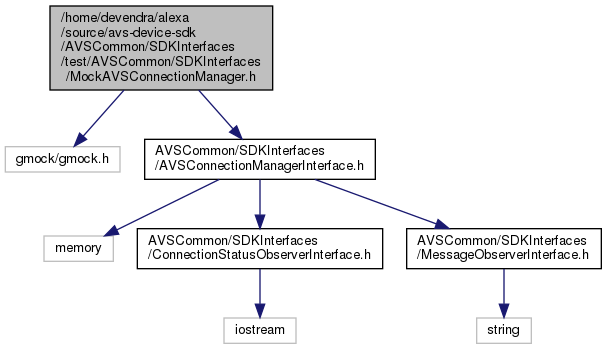 /home/devendra/alexa
/source/avs-device-sdk
/AVSCommon/SDKInterfaces
/test/AVSCommon/SDKInterfaces
/MockAVSConnectionManager.h
gmock/gmock.h
AVSCommon/SDKInterfaces
/AVSConnectionManagerInterface.h
memory
AVSCommon/SDKInterfaces
/ConnectionStatusObserverInterface.h
AVSCommon/SDKInterfaces
/MessageObserverInterface.h
iostream
string